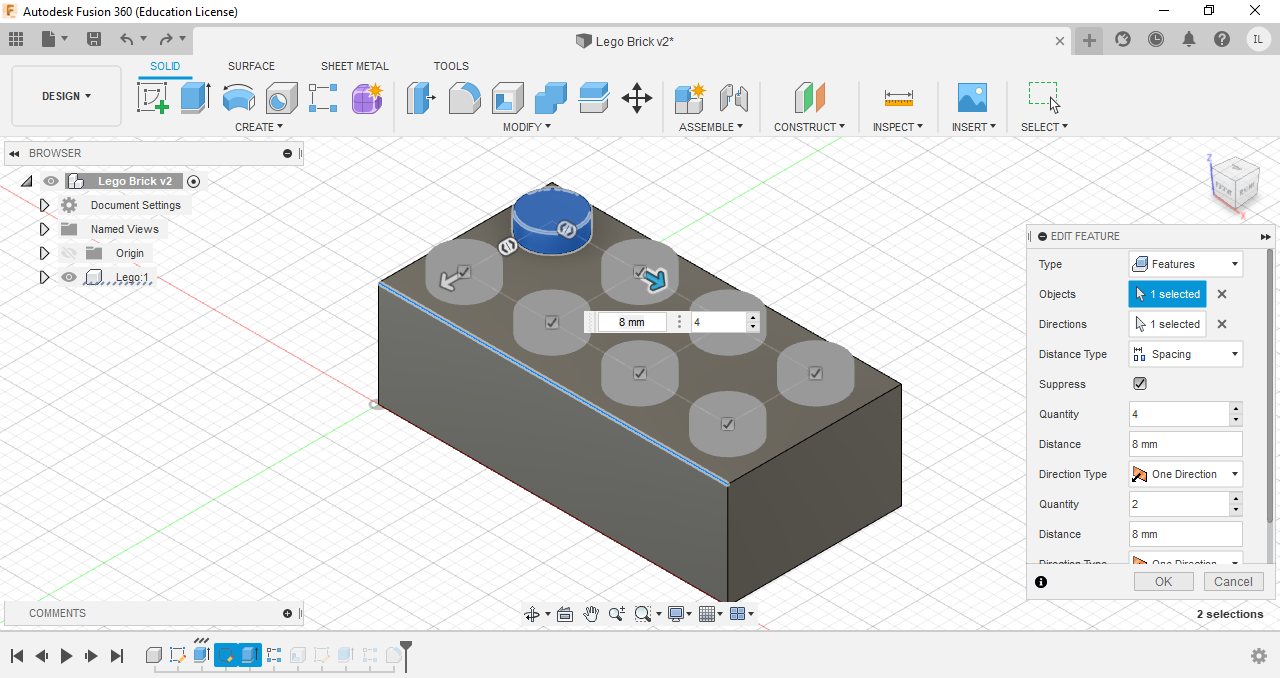 Autodesk Fusion 360 (Education License)
Lego Brick v2*
IL
DESIGN
SOLID
SURFACE
SHEET METAL
TOOLS
CREATE
MODIFY
ASSEMBLE
CONSTRUCT
INSPECT
INSERT
SELECT
BROWSER
Lego Brick v2
Document Settings
Named Views
Origin
Lego:1
Z
X
8 mm
4
EDIT FEATURE
Type
Features
Objects
1 selected
Directions
1 selected
Distance Type
Spacing
Suppress
Quantity
4
Distance
8 mm
Direction Type
One Direction
Quantity
2
Distance
8 mm
Direction Type
One Direction
OK
Cancel
COMMENTS
2 selections